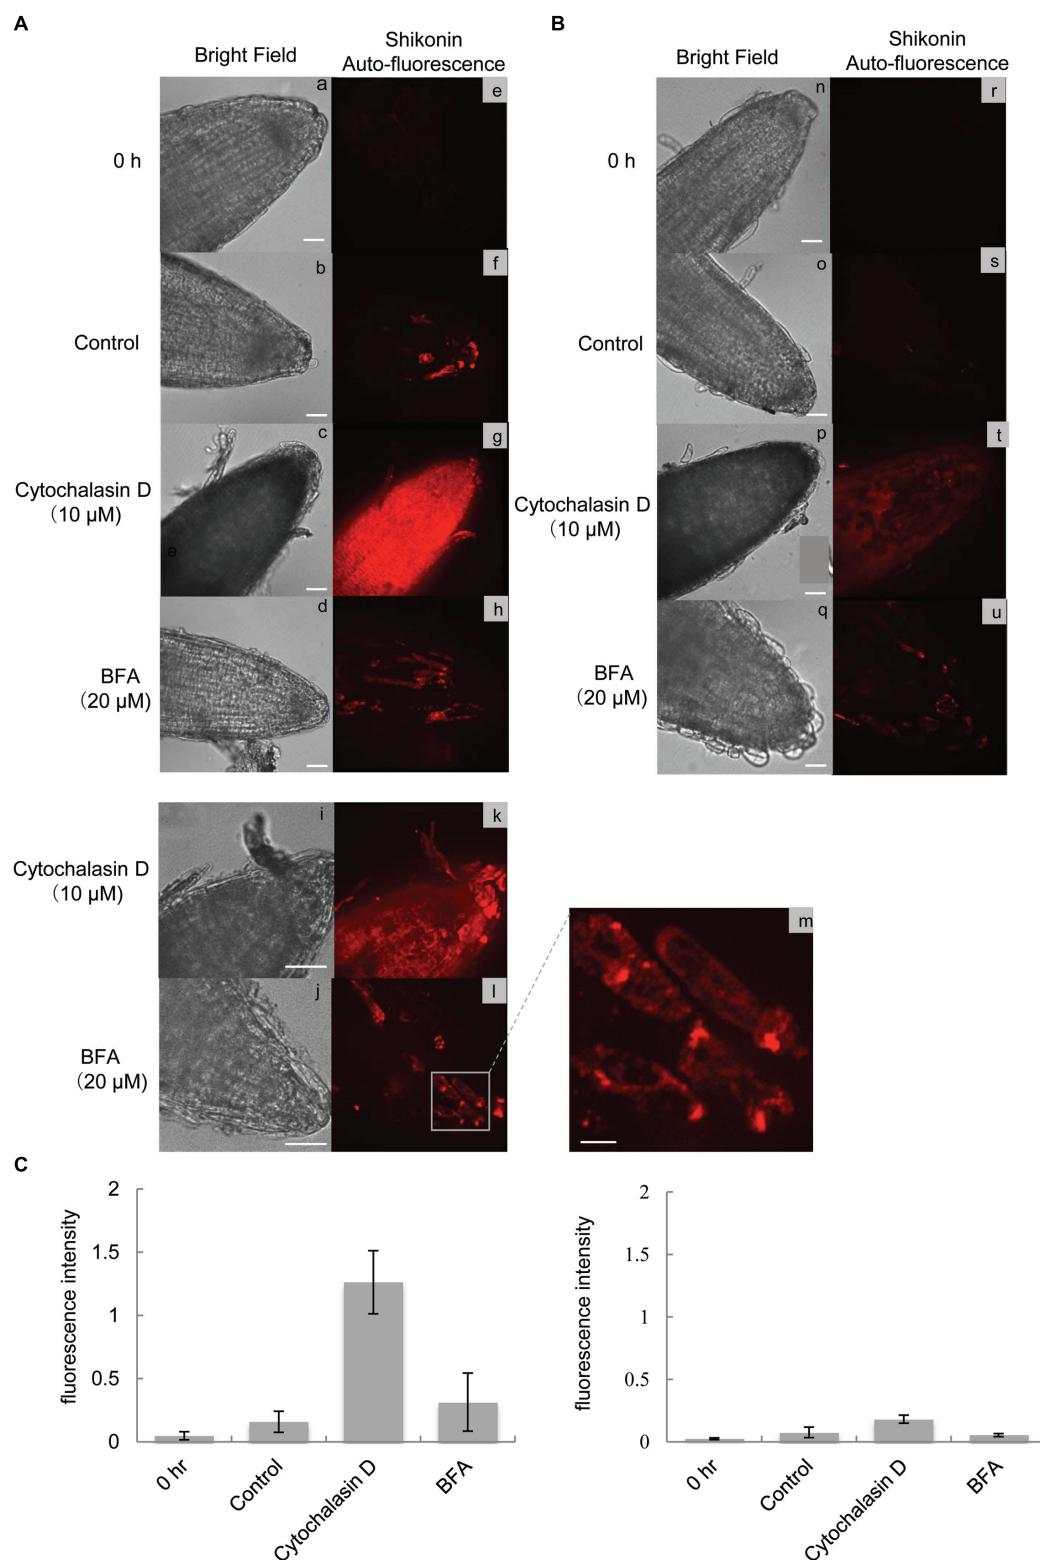 A
Bright Field
Shikonin
Auto-fluorescence
a
e
0 h
b
f
Control
c
g
Cytochalasin D
(10 µM)
e
d
h
BFA
(20 µM)
i
k
Cytochalasin D
(10 µM)
j
l
BFA
(20 µM)
m
B
Bright Field
Shikonin
Auto-fluorescence
n
r
0 h
o
s
Control
p
t
Cytochalasin D
(10 µM)
q
u
BFA
(20 µM)
C
fluorescence intensity
2
1.5
1
0.5
0
0 hr
Control
Cytochalasin D
BFA
fluorescence intensity
2
1.5
1
0.5
0
0 hr
Control
Cytochalasin D
BFA